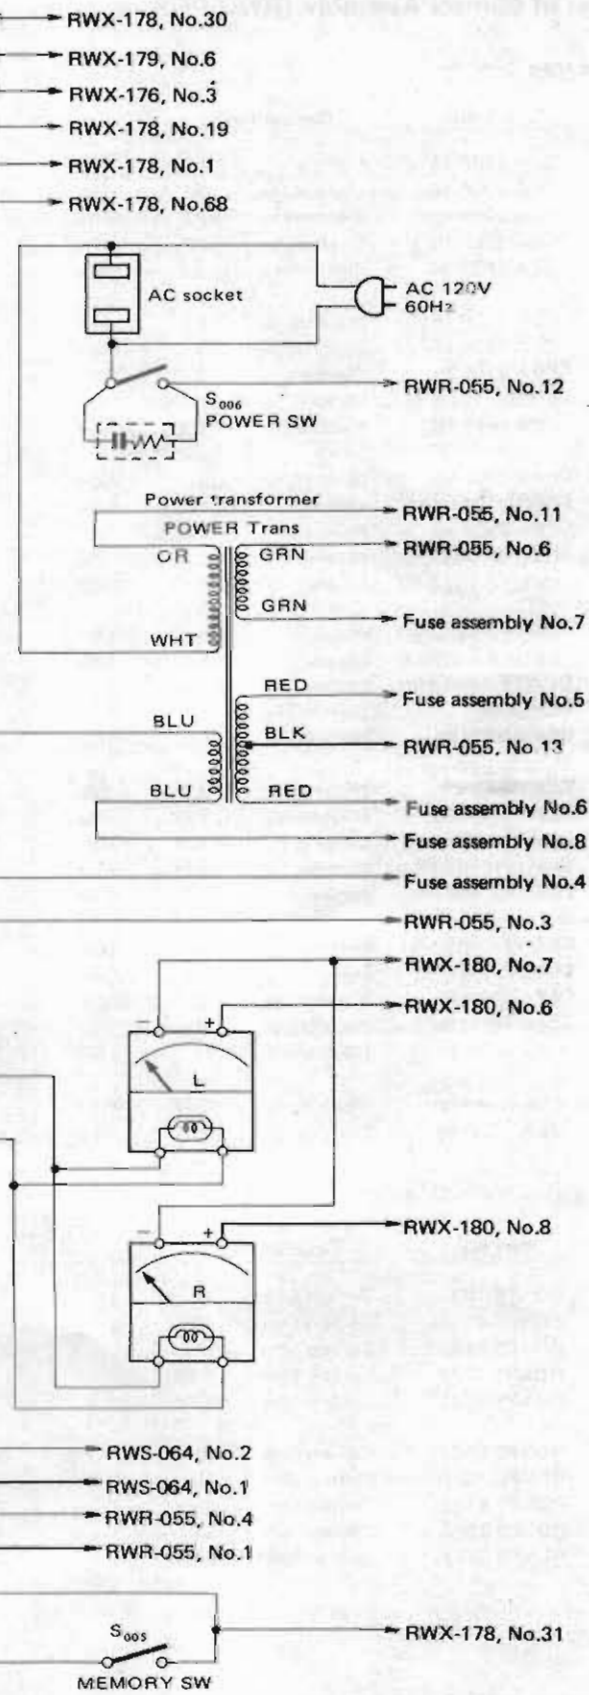 RWX-178, No.30
RWX-179, No.6
RWX-176, No.3
RWX-178, No.19
RWX-178, No.1
RWX-178, No.68
AC socket
AC 120V
60Hz
RWR-055, No.12
S006
POWER SW
Power transformer
RWR-055, No.11
POWER Trans
OR
GRN
RWR-055, No.6
GRN
Fuse assembly No.7
WHT
RED
Fuse assembly No.5
BLU
BLK
RWR-055, No.13
BLU
RED
Fuse assembly No.6
Fuse assembly No.8
Fuse assembly No.4
RWR-055, No.3
RWX-180, No.7
RWX-180, No.6
− +
L
RWX-180, No.8
− +
R
RWS-064, No.2
RWS-064, No.1
RWR-055, No.4
RWR-055, No.1
S005
RWX-178, No.31
MEMORY SW